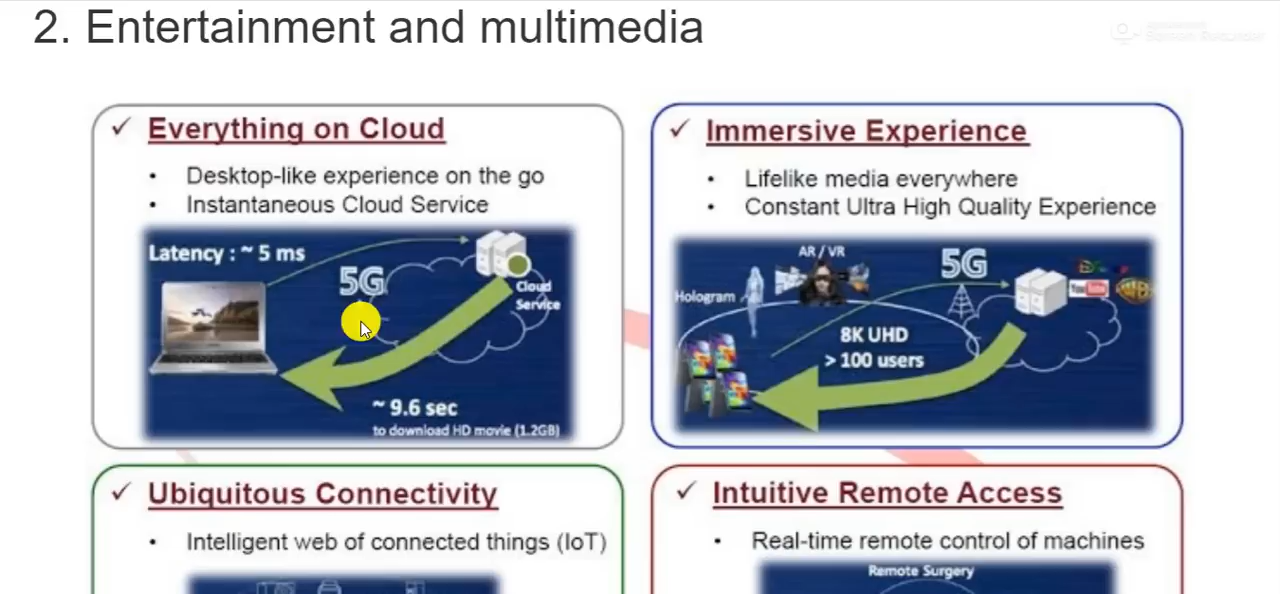 2. Entertainment and multimedia
✓ Everything on Cloud
• Desktop-like experience on the go
• Instantaneous Cloud Service
Latency : ~ 5 ms
5G
Cloud
Service
~ 9.6 sec
to download HD movie (1.2GB)
✓ Immersive Experience
• Lifelike media everywhere
• Constant Ultra High Quality Experience
AR / VR
5G
Hologram
YouTube
WB
8K UHD
> 100 users
✓ Ubiquitous Connectivity
• Intelligent web of connected things (IoT)
✓ Intuitive Remote Access
• Real-time remote control of machines
Remote Surgery